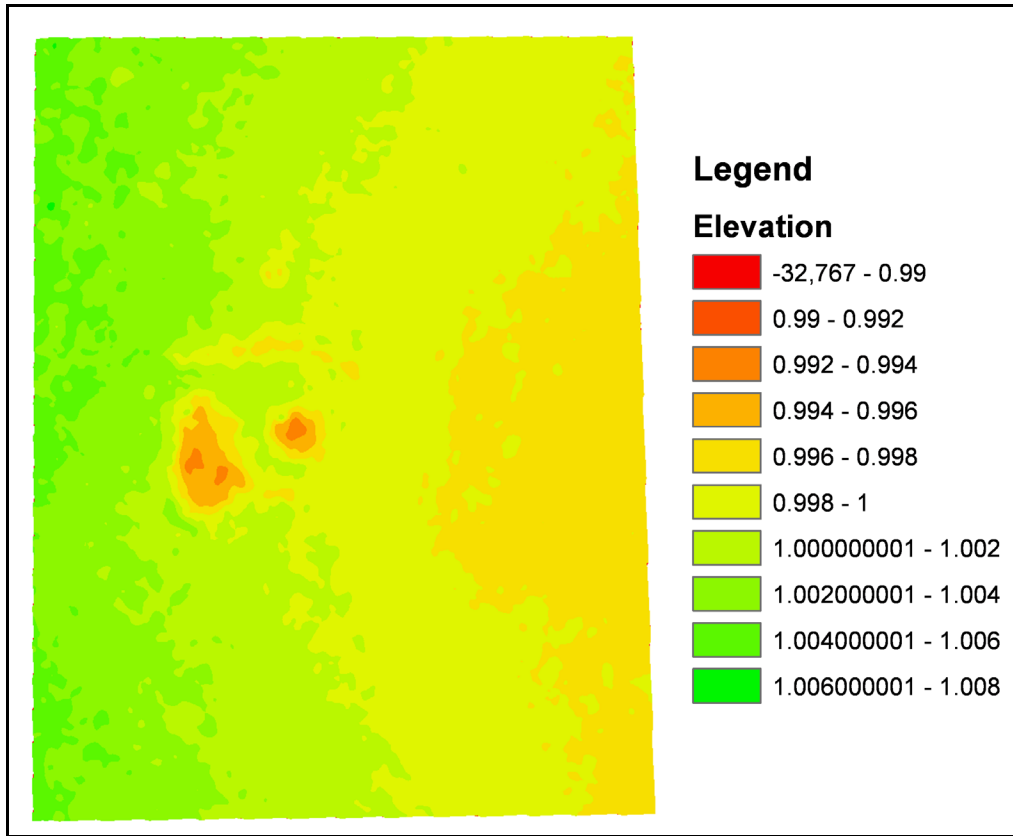 Legend
Elevation
-32,767 - 0.99
0.99 - 0.992
0.992 - 0.994
0.994 - 0.996
0.996 - 0.998
0.998 - 1
1.000000001 - 1.002
1.002000001 - 1.004
1.004000001 - 1.006
1.006000001 - 1.008